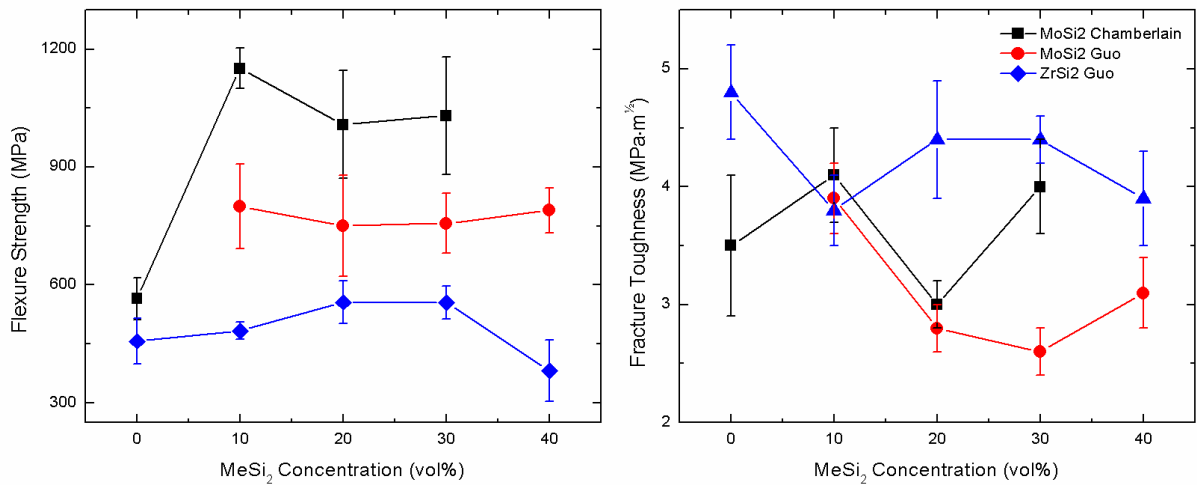 1200
900
600
300
Flexure Strength (MPa)
0 10 20 30 40
MeSi₂ Concentration (vol%)
5
4
3
2
Fracture Toughness (MPa·m^½)
MoSi2 Chamberlain
MoSi2 Guo
ZrSi2 Guo
0 10 20 30 40
MeSi₂ Concentration (vol%)